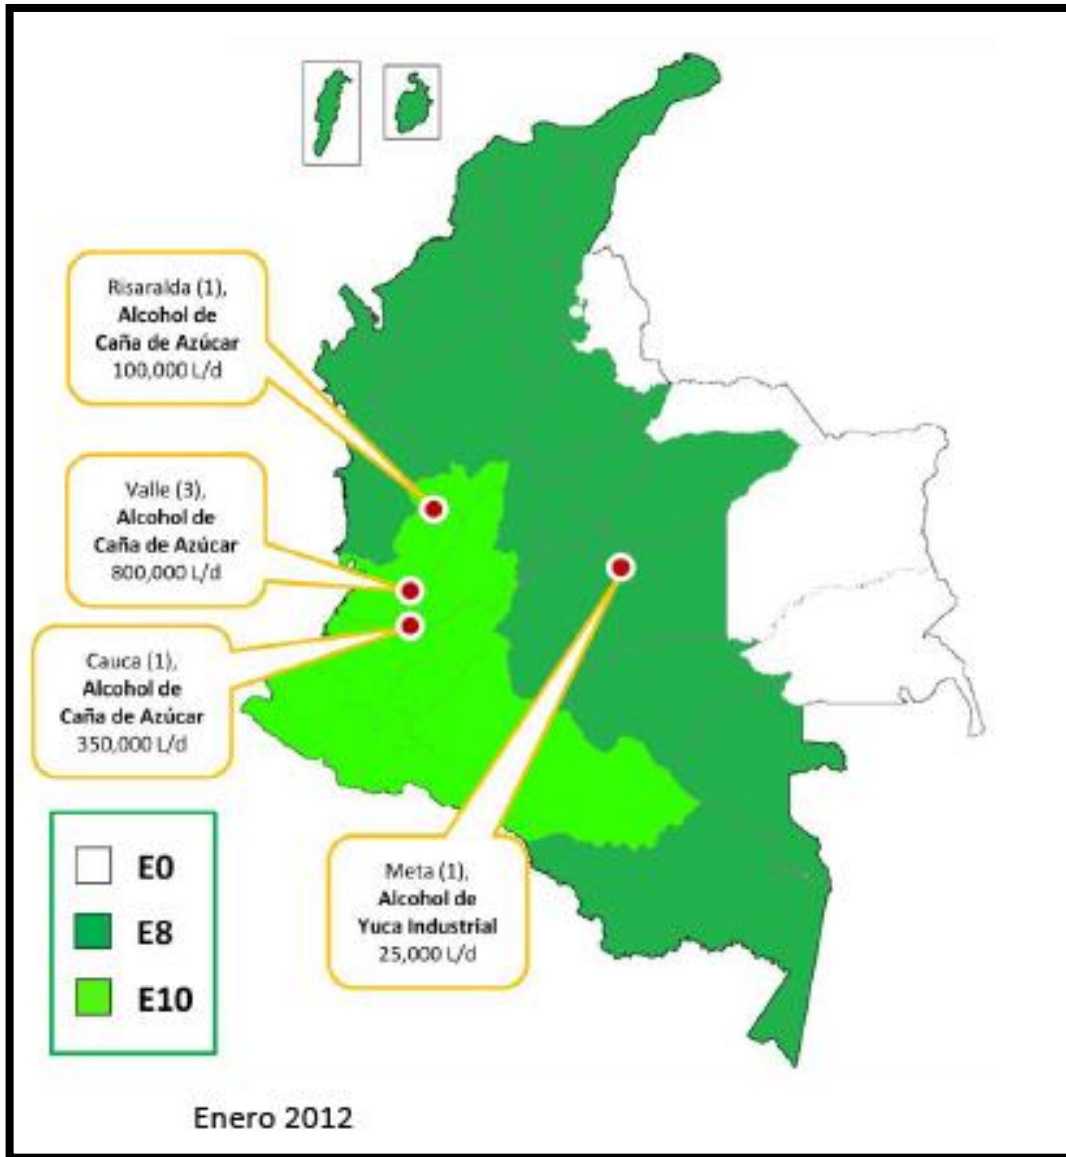 Risaralda (1),
Alcohol de
Caña de Azúcar
100,000 L/d
Valle (3),
Alcohol de
Caña de Azúcar
800,000 L/d
Cauca (1),
Alcohol de
Caña de Azúcar
350,000 L/d
Meta (1),
Alcohol de
Yuca Industrial
25,000 L/d
E0
E8
E10
Enero 2012